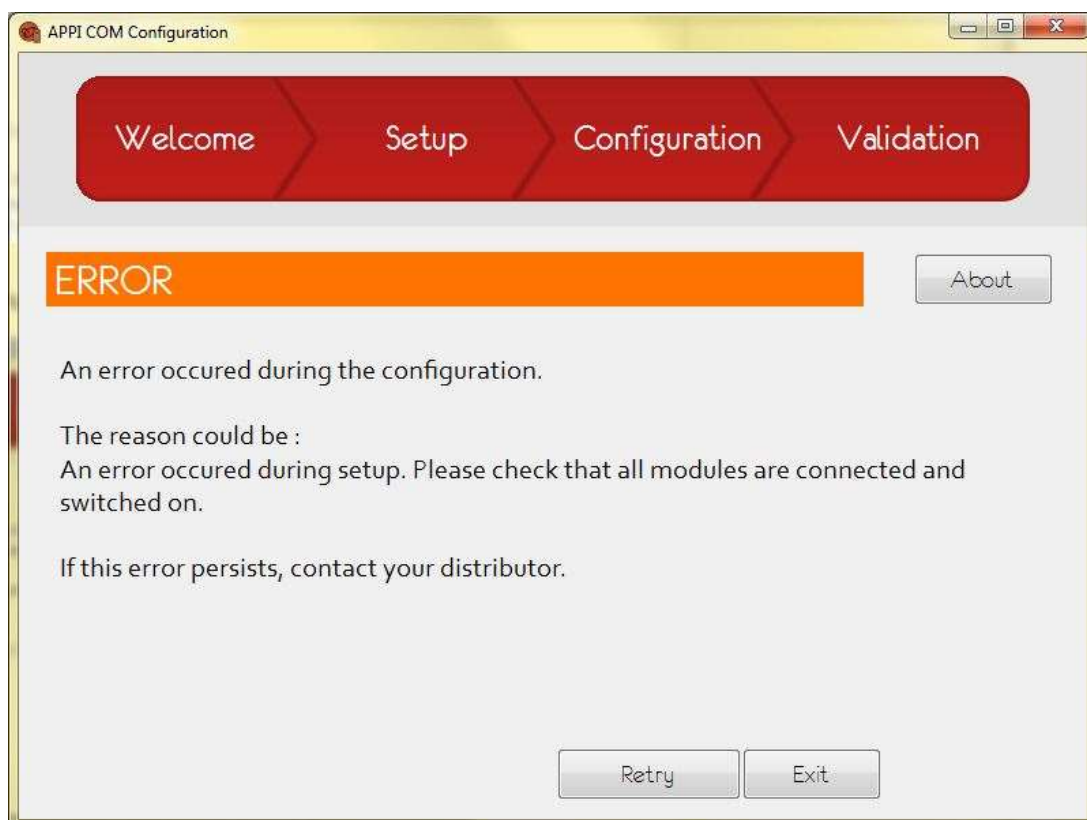 APPI COM Configuration
Welcome Setup Configuration Validation
ERROR
About
An error occured during the configuration.
The reason could be :
An error occured during setup. Please check that all modules are connected and
switched on.
If this error persists, contact your distributor.
Retry Exit